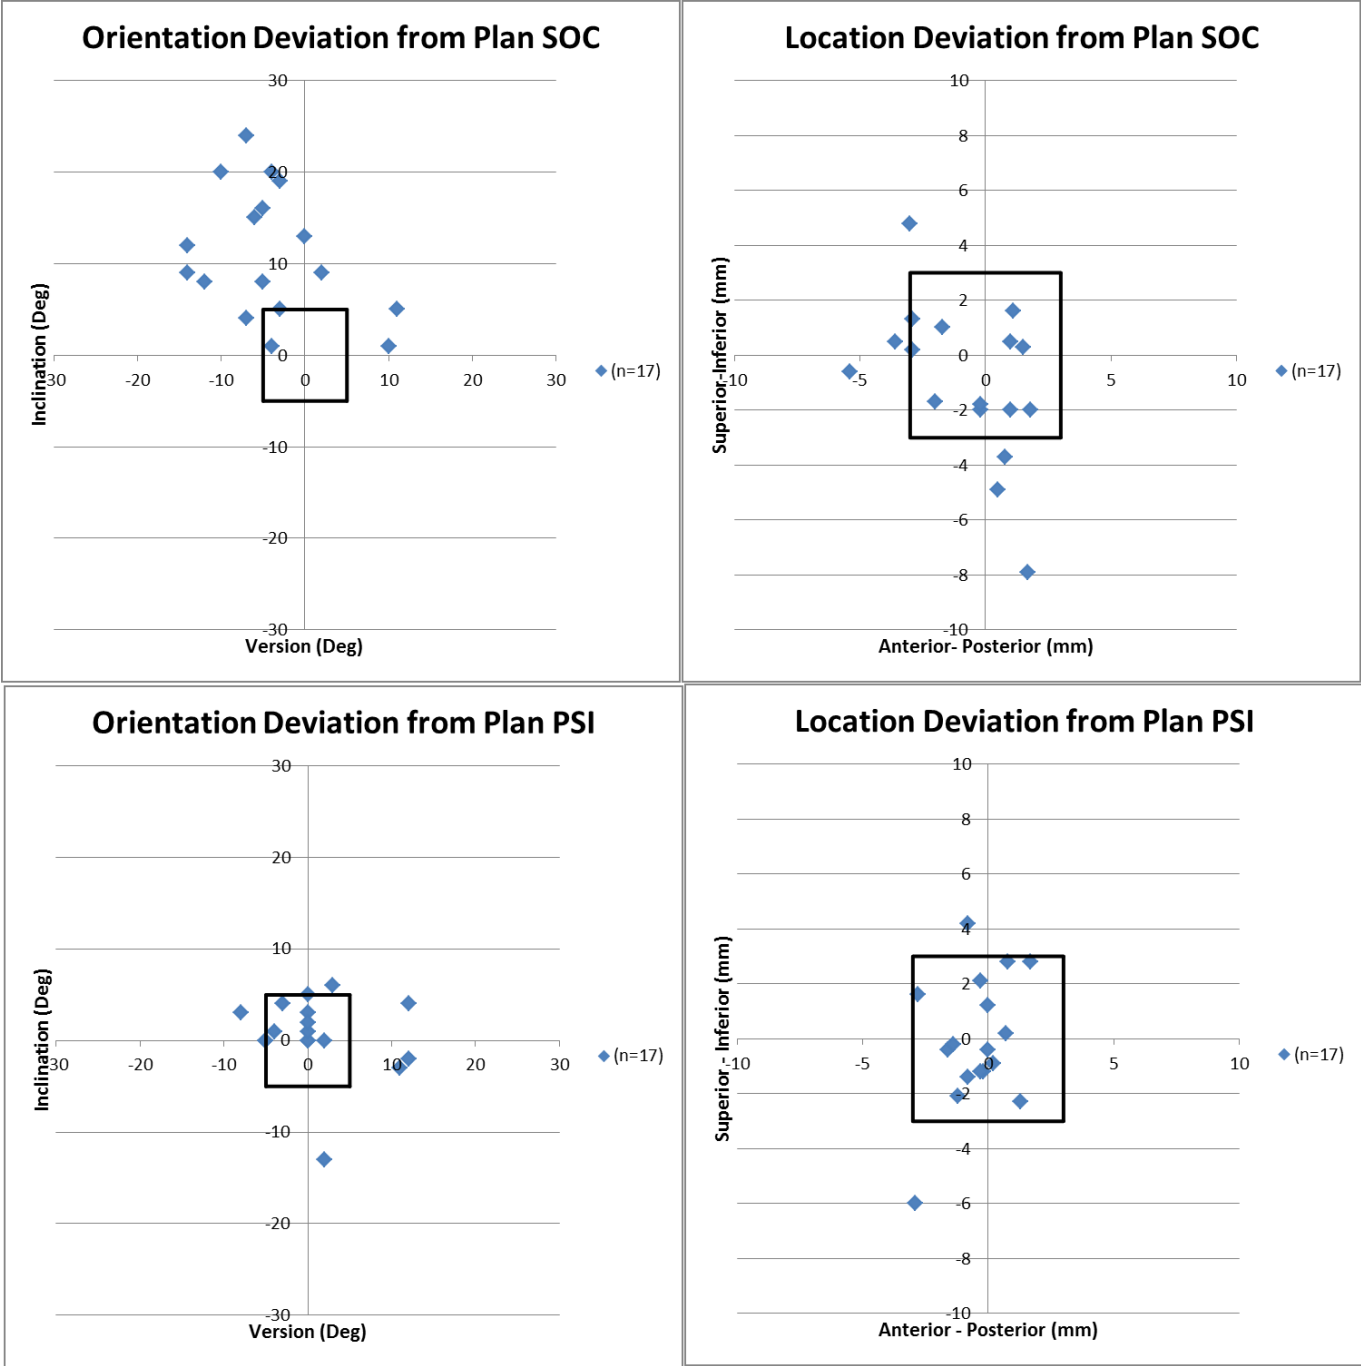 Orientation Deviation from Plan SOC
30
20
10
0
-10
-20
-30
30 -20 -10 0 10 20 30
Inclination (Deg)
Version (Deg)
(n=17)
Location Deviation from Plan SOC
10
8
6
4
2
0
-2
-4
-6
-8
-10
-10 -5 0 5 10
Superior-Inferior (mm)
Anterior- Posterior (mm)
(n=17)
Orientation Deviation from Plan PSI
30
20
10
0
-10
-20
-30
30 -20 -10 0 10 20 30
Inclination (Deg)
Version (Deg)
(n=17)
Location Deviation from Plan PSI
10
8
6
4
2
0
-2
-4
-6
-8
-10
-10 -5 0 5 10
Superior - Inferior (mm)
Anterior - Posterior (mm)
(n=17)